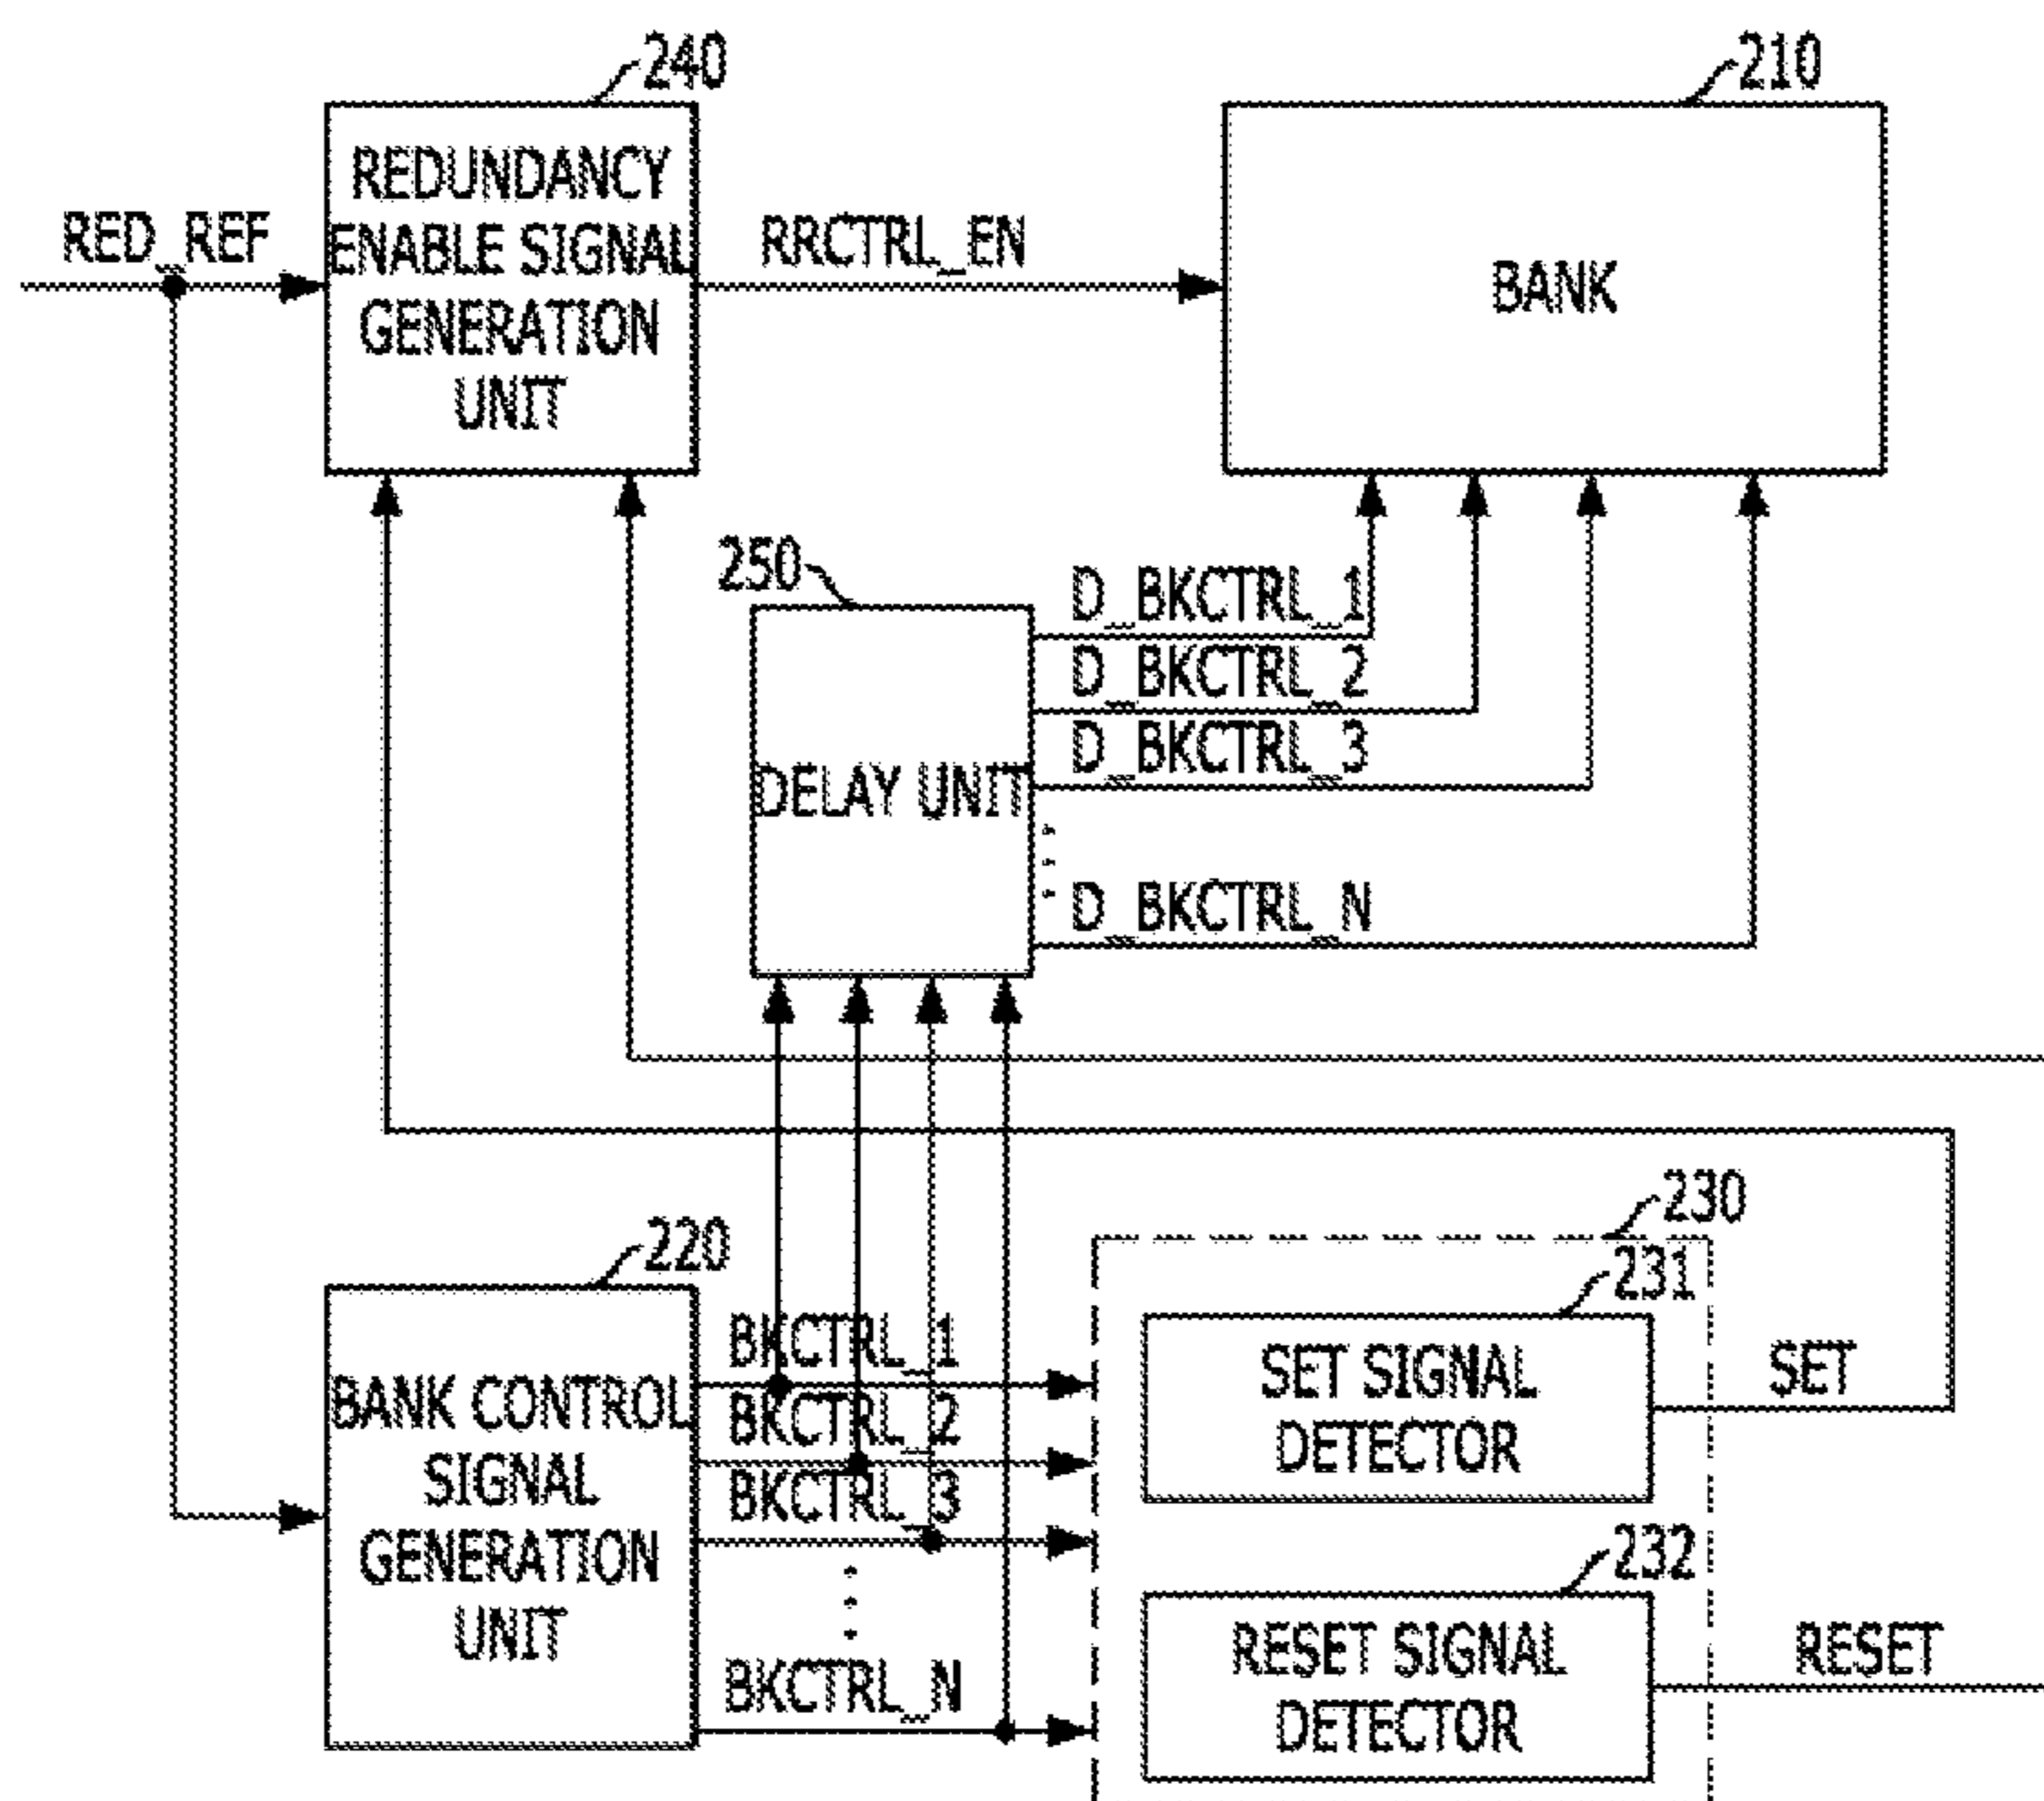 240
210
REDUNDANCY
ENABLE SIGNAL
GENERATION
UNIT
RED_REF
RRCTRL_EN
BANK
250
D_BKCTRL_1
D_BKCTRL_2
D_BKCTRL_3
DELAY UNIT
D_BKCTRL_N
230
220
231
BANK CONTROL
SIGNAL
GENERATION
UNIT
BKCTRL_1
BKCTRL_2
BKCTRL_3
BKCTRL_N
SET SIGNAL
DETECTOR
SET
232
RESET SIGNAL
DETECTOR
RESET